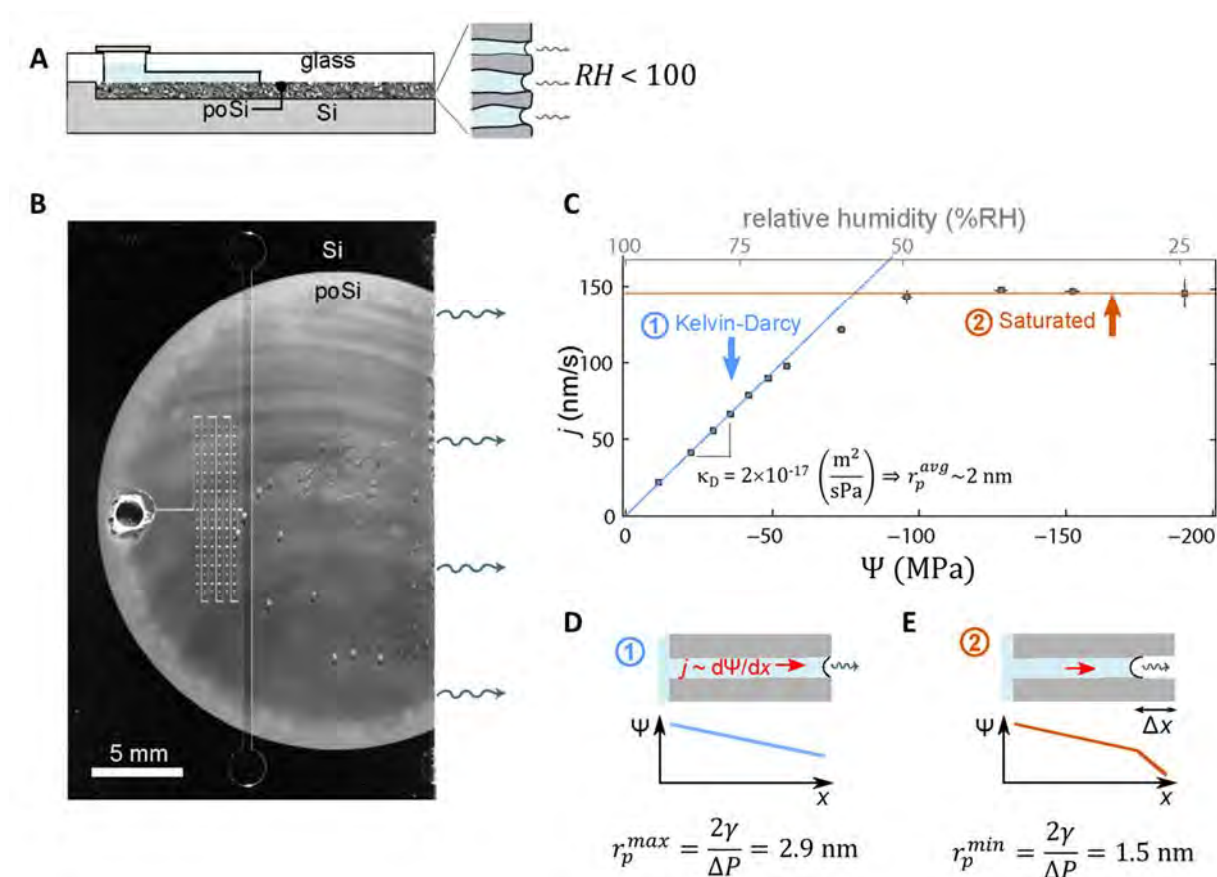 A
glass
poSi
Si
RH < 100
B
Si
poSi
5 mm
C
relative humidity (%RH)
100 75 50 25
① Kelvin-Darcy
② Saturated
j (nm/s)
150
100
50
0
κ_D = 2×10⁻¹⁷ (m²/sPa) ⇒ r_p^avg ~2 nm
0 −50 −100 −150 −200
Ψ (MPa)
D
①
j ~ dΨ/dx
Ψ
x
r_p^max = 2γ/ΔP = 2.9 nm
E
②
Δx
Ψ
x
r_p^min = 2γ/ΔP = 1.5 nm